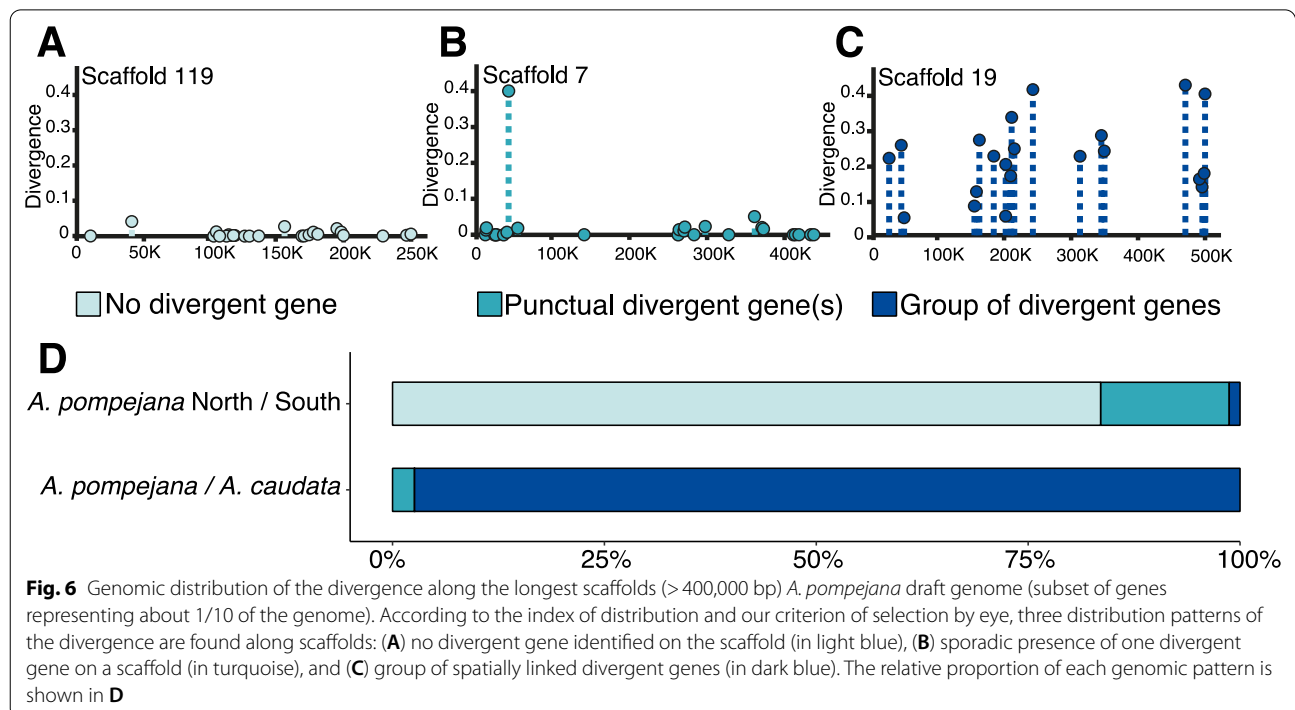 A
Scaffold 119
Divergence
0.4
0.3
0.2
0.1
0
0
50K
100K
150K
200K
250K
B
Scaffold 7
Divergence
0.4
0.3
0.2
0.1
0
0
100K
200K
300K
400K
C
Scaffold 19
Divergence
0.4
0.3
0.2
0.1
0
0
100K
200K
300K
400K
500K
No divergent gene
Punctual divergent gene(s)
Group of divergent genes
D
A. pompejana North / South
A. pompejana / A. caudata
0%
25%
50%
75%
100%
Fig. 6 Genomic distribution of the divergence along the longest scaffolds (> 400,000 bp) A. pompejana draft genome (subset of genes
representing about 1/10 of the genome). According to the index of distribution and our criterion of selection by eye, three distribution patterns of
the divergence are found along scaffolds: (A) no divergent gene identified on the scaffold (in light blue), (B) sporadic presence of one divergent
gene on a scaffold (in turquoise), and (C) group of spatially linked divergent genes (in dark blue). The relative proportion of each genomic pattern is
shown in D